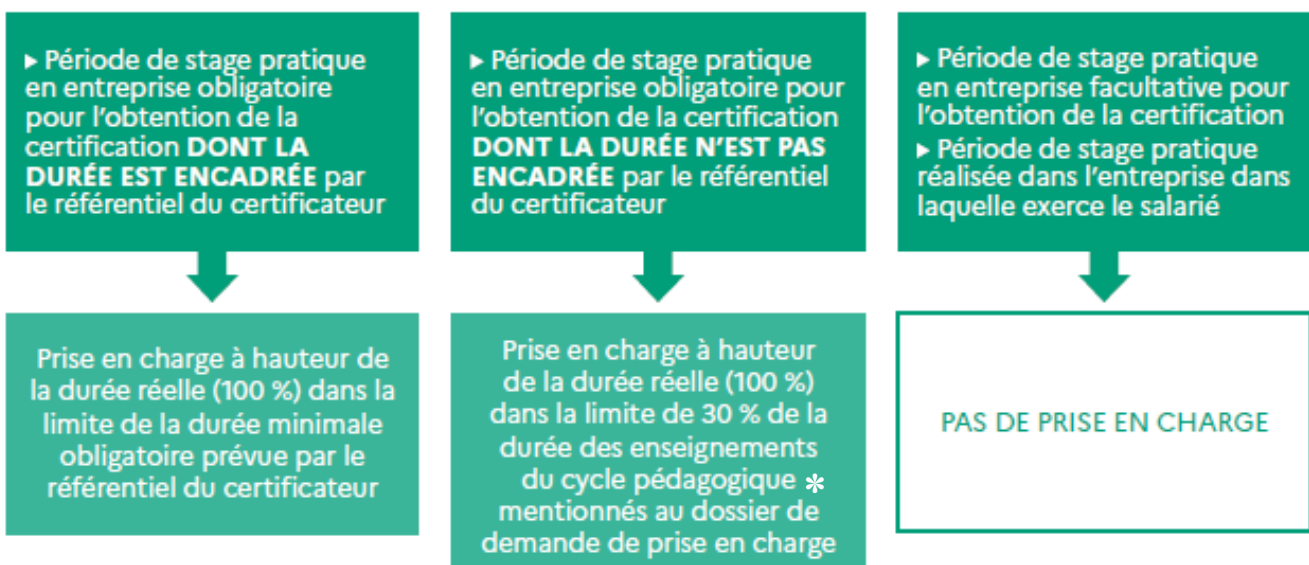 ▸ Période de stage pratique
en entreprise obligatoire
pour l'obtention de la
certification DONT LA
DURÉE EST ENCADRÉE par
le référentiel du certificateur
▸ Période de stage pratique
en entreprise obligatoire pour
l'obtention de la certification
DONT LA DURÉE N'EST PAS
ENCADRÉE par le référentiel
du certificateur
▸ Période de stage pratique
en entreprise facultative pour
l'obtention de la certification
▸ Période de stage pratique
réalisée dans l'entreprise dans
laquelle exerce le salarié
Prise en charge à hauteur de
la durée réelle (100 %) dans la
limite de la durée minimale
obligatoire prévue par le
référentiel du certificateur
Prise en charge à hauteur
de la durée réelle (100 %)
dans la limite de 30 % de la
durée des enseignements
du cycle pédagogique *
mentionnés au dossier de
demande de prise en charge
PAS DE PRISE EN CHARGE